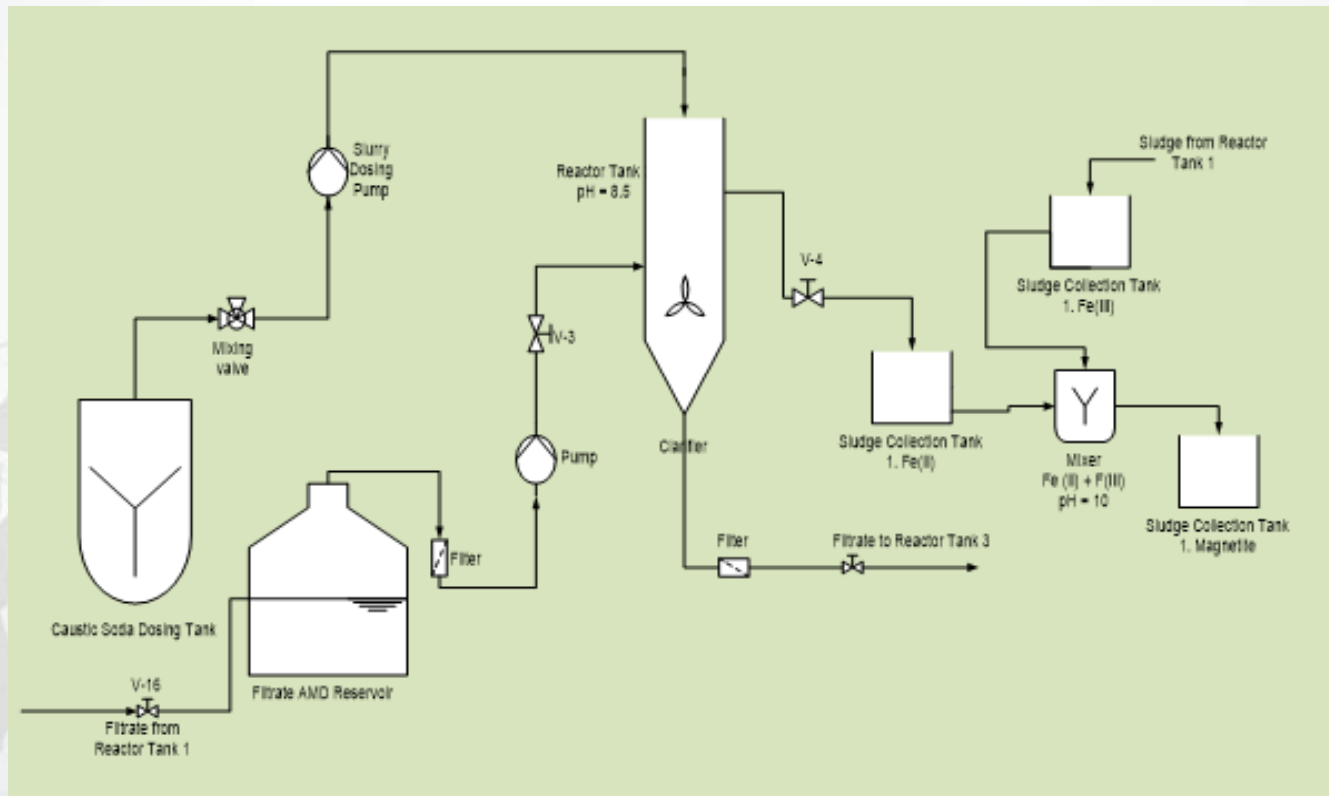 Slurry
Dosing
Pump
Mixing
valve
Caustic Soda Dosing Tank
V-16
Filtrate from
Reactor Tank 1
Filtrate AMD Reservoir
Filter
Pump
V-3
Reactor Tank
pH = 8.5
Clarifier
Filter
Filtrate to Reactor Tank 3
V-4
Sludge Collection Tank
1. Fe(II)
Sludge from Reactor
Tank 1
Sludge Collection Tank
1. Fe(III)
Mixer
Fe (II) + F(III)
pH = 10
Sludge Collection Tank
1. Magnetite